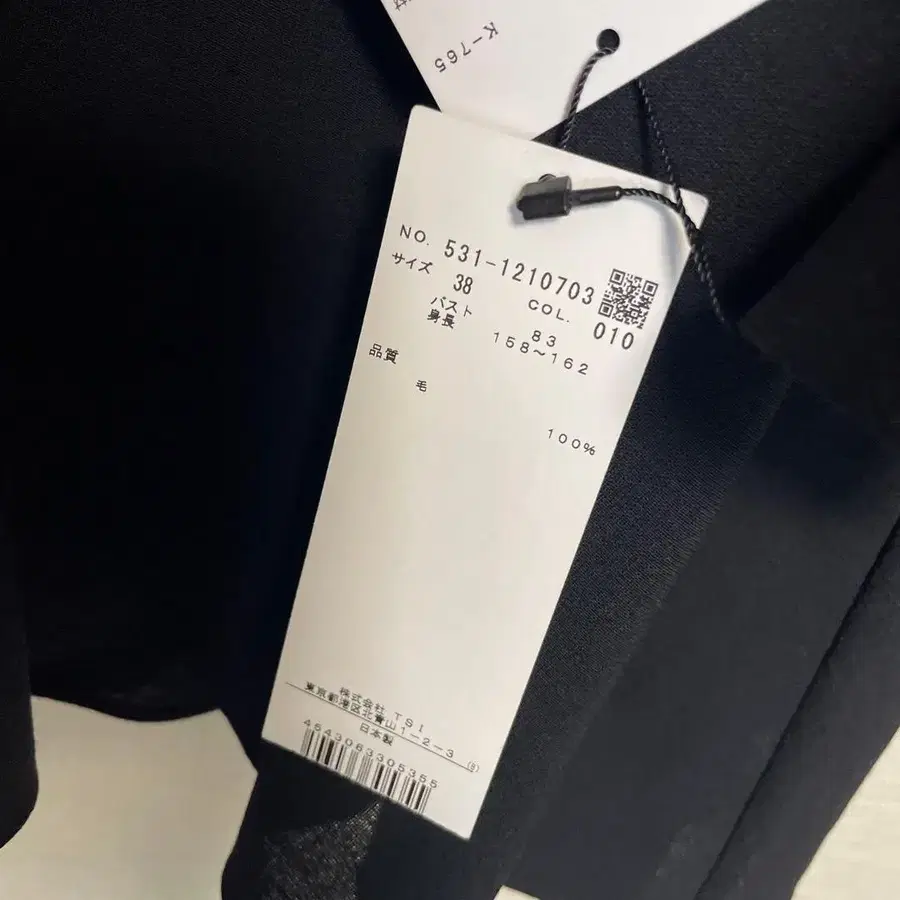 K-765
NO. 531-1210703
サイズ 38 COL. 010
バスト 83
身長 158〜162
品質
毛 100%
株式会社 TSI
東京都港区北青山1-2-3
日本製 (B)
4543063305355